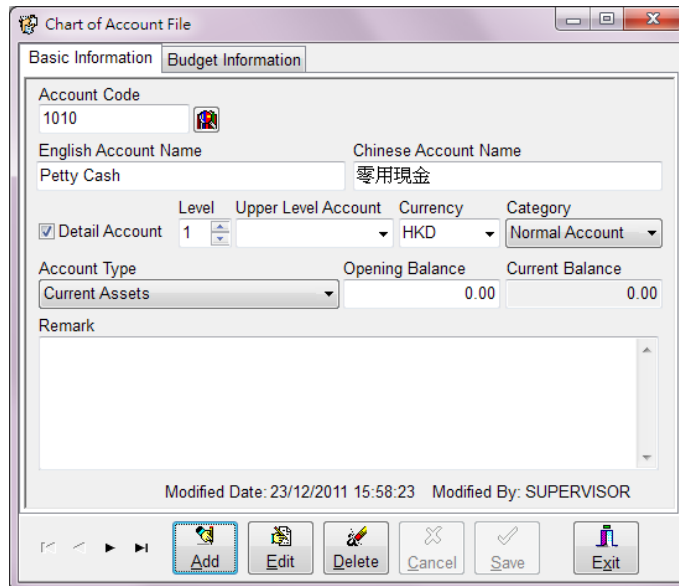 Chart of Account File
Basic Information Budget Information
Account Code
1010
English Account Name Chinese Account Name
Petty Cash 零用現金
Level Upper Level Account Currency Category
Detail Account 1 HKD Normal Account
Account Type Opening Balance Current Balance
Current Assets 0.00 0.00
Remark
Modified Date: 23/12/2011 15:58:23 Modified By: SUPERVISOR
Add Edit Delete Cancel Save Exit